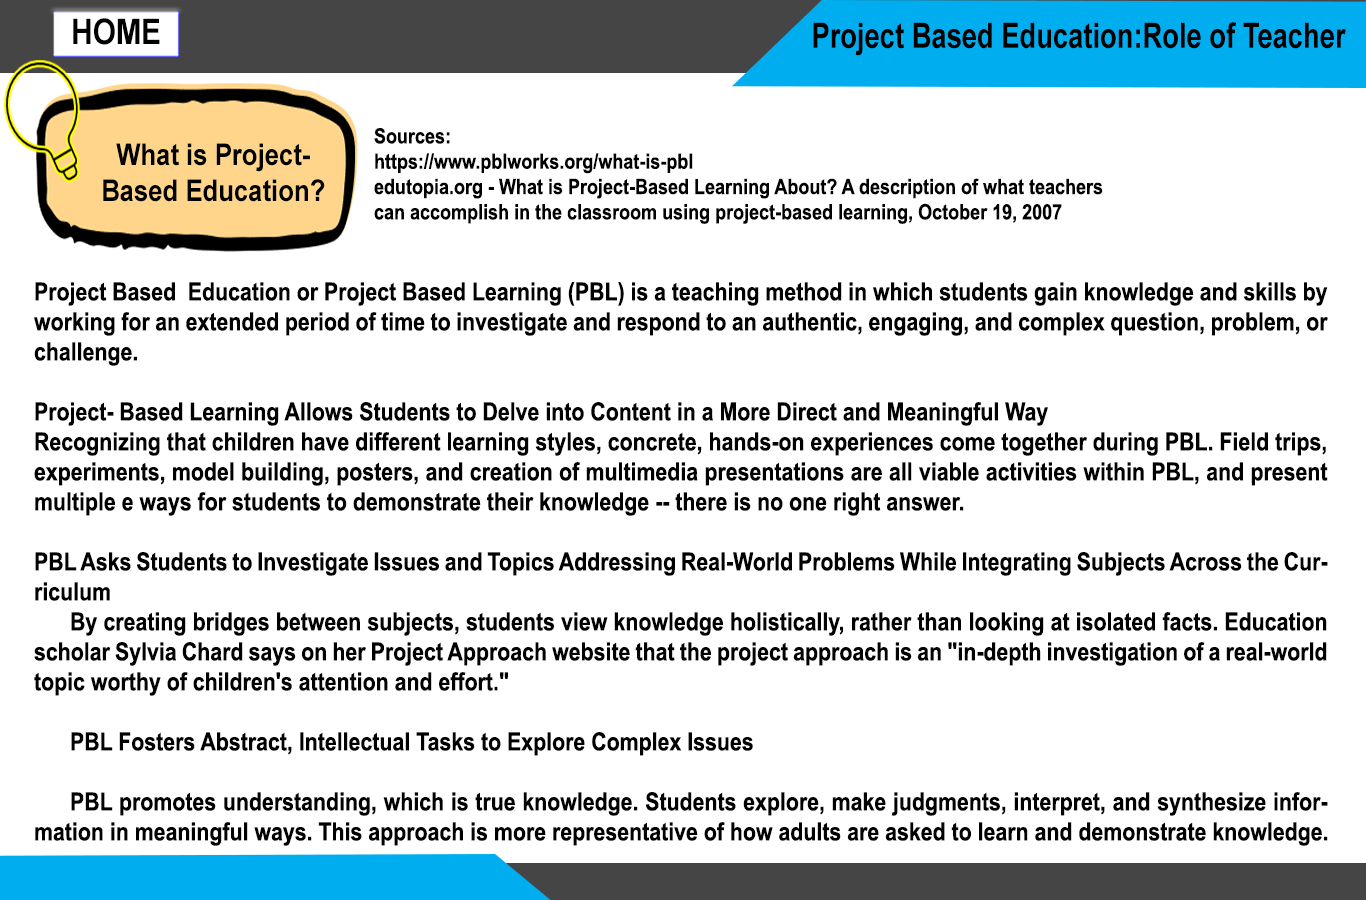 HOME
Project Based Education:Role of Teacher
What is Project-
Based Education?
Sources:
https://www.pblworks.org/what-is-pbl
edutopia.org - What is Project-Based Learning About? A description of what teachers
can accomplish in the classroom using project-based learning, October 19, 2007
Project Based  Education or Project Based Learning (PBL) is a teaching method in which students gain knowledge and skills by
working for an extended period of time to investigate and respond to an authentic, engaging, and complex question, problem, or
challenge.
Project- Based Learning Allows Students to Delve into Content in a More Direct and Meaningful Way
Recognizing that children have different learning styles, concrete, hands-on experiences come together during PBL. Field trips,
experiments, model building, posters, and creation of multimedia presentations are all viable activities within PBL, and present
multiple e ways for students to demonstrate their knowledge -- there is no one right answer.
PBL Asks Students to Investigate Issues and Topics Addressing Real-World Problems While Integrating Subjects Across the Cur-
riculum
By creating bridges between subjects, students view knowledge holistically, rather than looking at isolated facts. Education
scholar Sylvia Chard says on her Project Approach website that the project approach is an "in-depth investigation of a real-world
topic worthy of children's attention and effort."
PBL Fosters Abstract, Intellectual Tasks to Explore Complex Issues
PBL promotes understanding, which is true knowledge. Students explore, make judgments, interpret, and synthesize infor-
mation in meaningful ways. This approach is more representative of how adults are asked to learn and demonstrate knowledge.